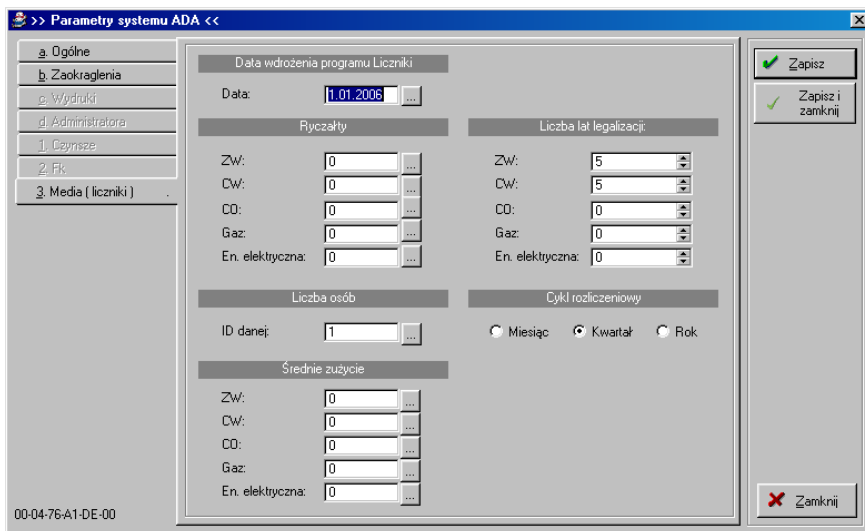 >> Parametry systemu ADA <<
a. Ogólne
b. Zaokraglenia
c. Wydruki
d. Administratora
1. Czynsze
2. Fk
3. Media ( liczniki ) .
Data wdrożenia programu Liczniki
Data: 1.01.2006 ...
Ryczałty
ZW: 0 ...
CW: 0 ...
CO: 0 ...
Gaz: 0 ...
En. elektryczna: 0 ...
Liczba lat legalizacji:
ZW: 5
CW: 5
CO: 0
Gaz: 0
En. elektryczna: 0
Liczba osób
ID danej: 1 ...
Cykl rozliczeniowy
Miesiąc Kwartał Rok
Średnie zużycie
ZW: 0 ...
CW: 0 ...
CO: 0 ...
Gaz: 0 ...
En. elektryczna: 0 ...
Zapisz
Zapisz i
zamknij
Zamknij
00-04-76-A1-DE-00